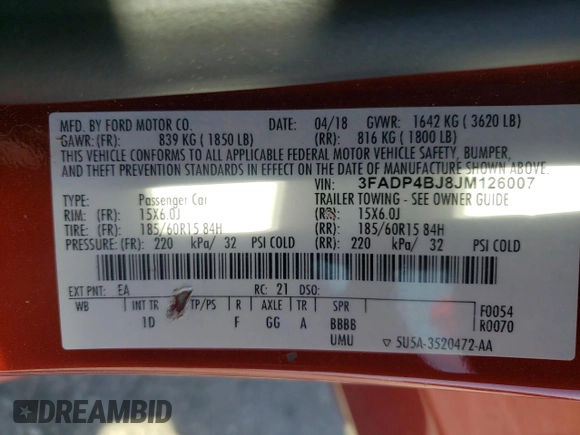 MFD. BY FORD MOTOR CO. DATE: 04/18 GVWR: 1642 KG ( 3620 LB)
GAWR: (FR): 839 KG ( 1850 LB) (RR): 816 KG ( 1800 LB)
THIS VEHICLE CONFORMS TO ALL APPLICABLE FEDERAL MOTOR VEHICLE SAFETY, BUMPER,
AND THEFT PREVENTION STANDARDS IN EFFECT ON THE DATE OF MANUFACTURE SHOWN ABOVE.
VIN: 3FADP4BJ8JM126007
TYPE: Passenger Car TRAILER TOWING - SEE OWNER GUIDE
RIM: (FR): 15X6.0J (RR): 15X6.0J
TIRE: (FR): 185/60R15 84H (RR): 185/60R15 84H
PRESSURE: (FR): 220 kPa/ 32 PSI COLD (RR): 220 kPa/ 32 PSI COLD
EXT PNT: EA RC: 21 DSO:
WB INT TR TP/PS R AXLE TR SPR F0054
1D F GG A BBBB R0070
UMU 5U5A-3520472-AA
DREAMBID